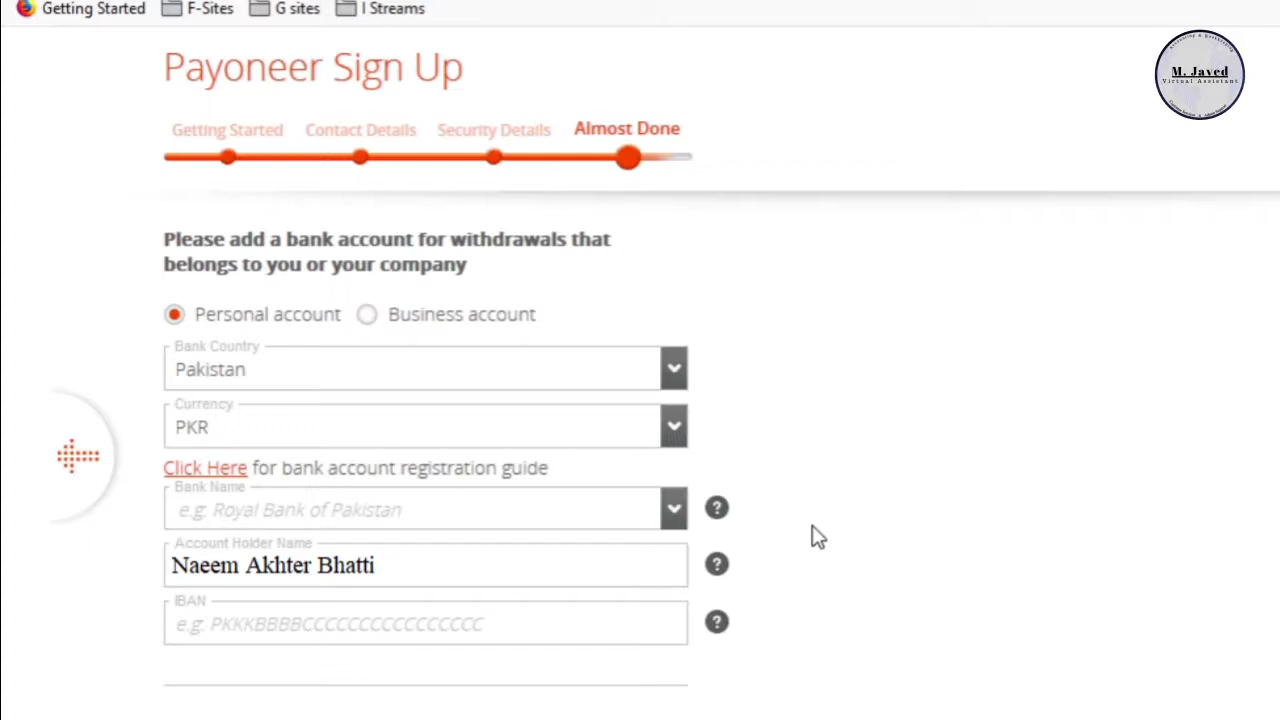 Getting Started F-Sites G sites I Streams
Payoneer Sign Up
M. Javed
Virtual Assistant
Getting Started Contact Details Security Details Almost Done
Please add a bank account for withdrawals that
belongs to you or your company
Personal account Business account
Bank Country
Pakistan
Currency
PKR
Click Here for bank account registration guide
Bank Name
e.g: Royal Bank of Pakistan
?
Account Holder Name
Naeem Akhter Bhatti
?
IBAN
e.g: PKKKBBBBCCCCCCCCCCCCCCCC
?